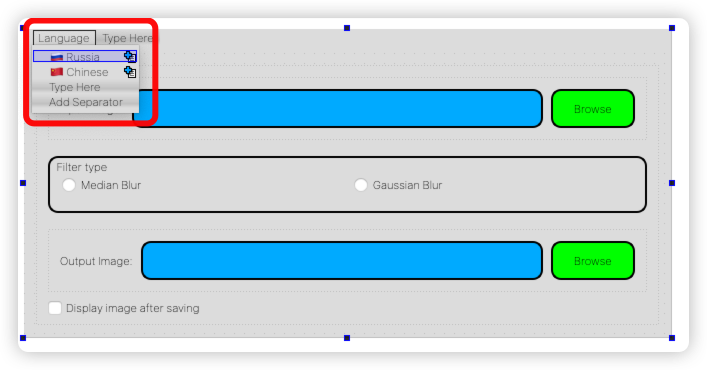 Language Type Here
Russia
Chinese
Type Here
Add Separator
Browse
Filter type
Median Blur Gaussian Blur
Output Image: Browse
Display image after saving